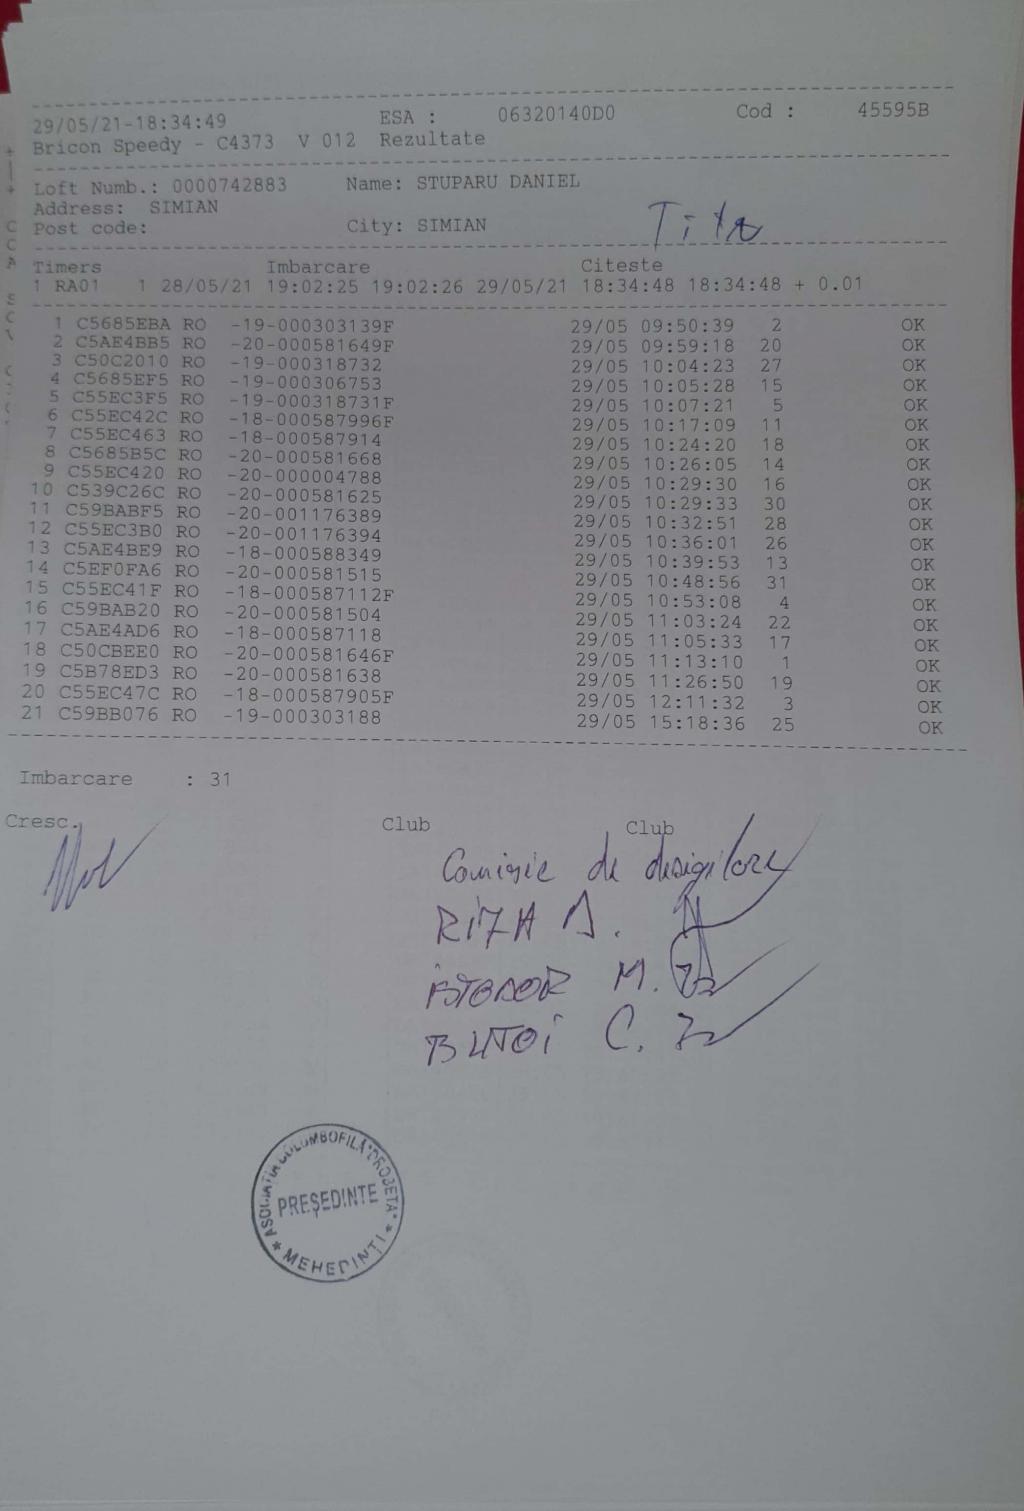 29/05/21-18:34:49 ESA : 06320140D0 Cod : 45595B
Bricon Speedy - C4373 V 012 Rezultate
Loft Numb.: 0000742883 Name: STUPARU DANIEL
Address: SIMIAN
Post code: City: SIMIAN
Timers Imbarcare Citeste
1 RA01 1 28/05/21 19:02:25 19:02:26 29/05/21 18:34:48 18:34:48 + 0.01
1 C5685EBA RO -19-000303139F 29/05 09:50:39 2 OK
2 C5AE4BB5 RO -20-000581649F 29/05 09:59:18 20 OK
3 C50C2010 RO -19-000318732 29/05 10:04:23 27 OK
4 C5685EF5 RO -19-000306753 29/05 10:05:28 15 OK
5 C55EC3F5 RO -19-000318731F 29/05 10:07:21 5 OK
6 C55EC42C RO -18-000587996F 29/05 10:17:09 11 OK
7 C55EC463 RO -18-000587914 29/05 10:24:20 18 OK
8 C5685B5C RO -20-000581668 29/05 10:26:05 14 OK
9 C55EC420 RO -20-000004788 29/05 10:29:30 16 OK
10 C539C26C RO -20-000581625 29/05 10:29:33 30 OK
11 C59BABF5 RO -20-001176389 29/05 10:32:51 28 OK
12 C55EC3B0 RO -20-001176394 29/05 10:36:01 26 OK
13 C5AE4BE9 RO -18-000588349 29/05 10:39:53 13 OK
14 C5EF0FA6 RO -20-000581515 29/05 10:48:56 31 OK
15 C55EC41F RO -18-000587112F 29/05 10:53:08 4 OK
16 C59BAB20 RO -20-000581504 29/05 11:03:24 22 OK
17 C5AE4AD6 RO -18-000587118 29/05 11:05:33 17 OK
18 C50CBEE0 RO -20-000581646F 29/05 11:13:10 1 OK
19 C5B78ED3 RO -20-000581638 29/05 11:26:50 19 OK
20 C55EC47C RO -18-000587905F 29/05 12:11:32 3 OK
21 C59BB076 RO -19-000303188 29/05 15:18:36 25 OK
Imbarcare : 31
Cresc. Club Club
Comisie de desigilare
RIZA A.
ISTODOR M.
BUTOI C.
ASOCIATIA COLUMBOFILA "PROBETA"
PREŞEDINTE
* MEHEDINTI *